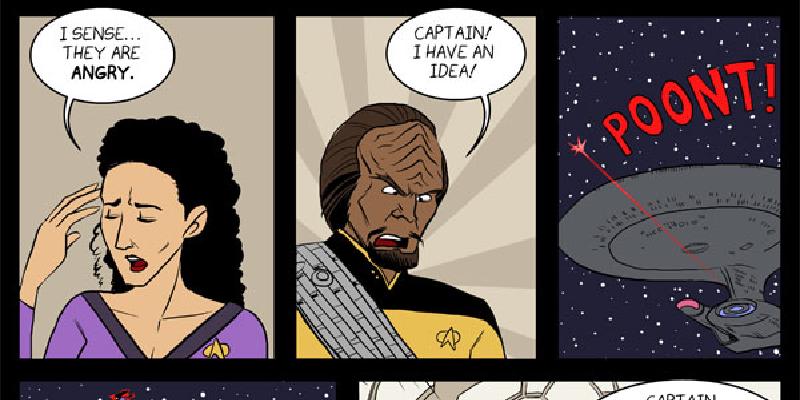 I SENSE...
THEY ARE
ANGRY.
CAPTAIN!
I HAVE AN
IDEA!
POONT!
CAPTAIN